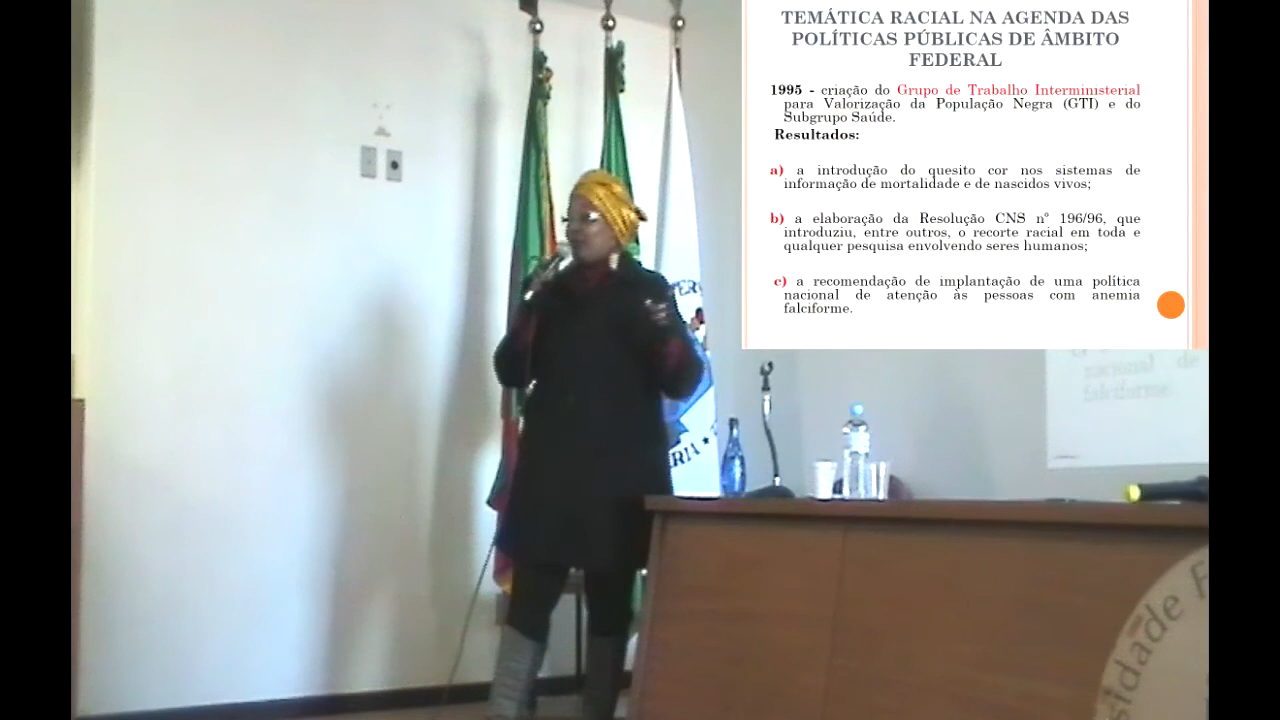 TEMÁTICA RACIAL NA AGENDA DAS
POLÍTICAS PÚBLICAS DE ÂMBITO
FEDERAL
1995 - criação do Grupo de Trabalho Interministerial
para Valorização da População Negra (GTI) e do
Subgrupo Saúde.
Resultados:
a) a introdução do quesito cor nos sistemas de
informação de mortalidade e de nascidos vivos;
b) a elaboração da Resolução CNS nº 196/96, que
introduziu, entre outros, o recorte racial em toda e
qualquer pesquisa envolvendo seres humanos;
c) a recomendação de implantação de uma política
nacional de atenção às pessoas com anemia
falciforme.
nacional de
falciforme.